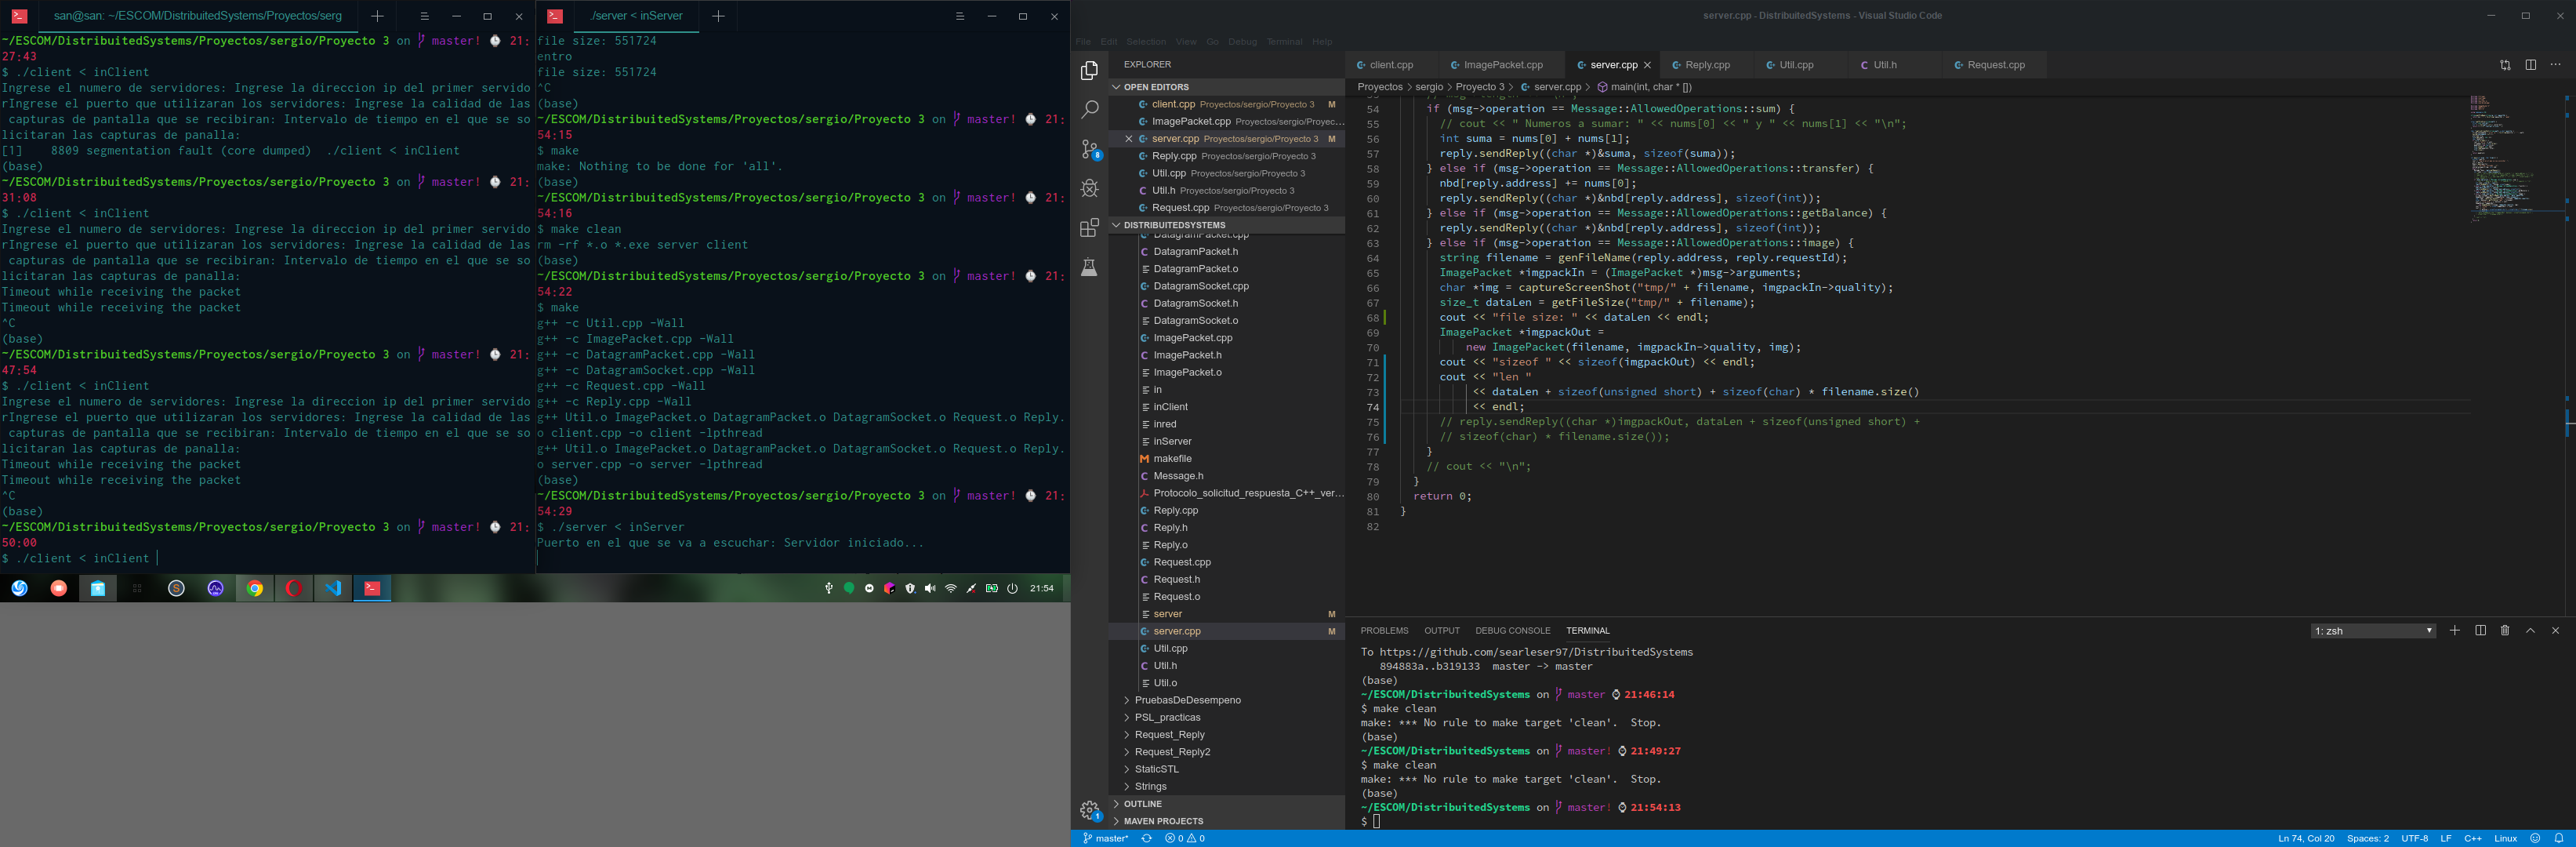 san@san: ~/ESCOM/DistribuitedSystems/Proyectos/serg
~/ESCOM/DistribuitedSystems/Proyectos/sergio/Proyecto 3 on master! 21:
27:43
$ ./client < inClient
Ingrese el numero de servidores: Ingrese la direccion ip del primer servido
rIngrese el puerto que utilizaran los servidores: Ingrese la calidad de las
capturas de pantalla que se recibiran: Intervalo de tiempo en el que se so
licitaran las capturas de panalla:
[1]    8809 segmentation fault (core dumped)  ./client < inClient
(base)
~/ESCOM/DistribuitedSystems/Proyectos/sergio/Proyecto 3 on master! 21:
31:08
$ ./client < inClient
Ingrese el numero de servidores: Ingrese la direccion ip del primer servido
rIngrese el puerto que utilizaran los servidores: Ingrese la calidad de las
capturas de pantalla que se recibiran: Intervalo de tiempo en el que se so
licitaran las capturas de panalla:
Timeout while receiving the packet
Timeout while receiving the packet
^C
(base)
~/ESCOM/DistribuitedSystems/Proyectos/sergio/Proyecto 3 on master! 21:
47:54
$ ./client < inClient
Ingrese el numero de servidores: Ingrese la direccion ip del primer servido
rIngrese el puerto que utilizaran los servidores: Ingrese la calidad de las
capturas de pantalla que se recibiran: Intervalo de tiempo en el que se so
licitaran las capturas de panalla:
Timeout while receiving the packet
Timeout while receiving the packet
^C
(base)
~/ESCOM/DistribuitedSystems/Proyectos/sergio/Proyecto 3 on master! 21:
50:00
$ ./client < inClient
./server < inServer
file size: 551724
entro
file size: 551724
^C
(base)
~/ESCOM/DistribuitedSystems/Proyectos/sergio/Proyecto 3 on master! 21:
54:15
$ make
make: Nothing to be done for 'all'.
(base)
~/ESCOM/DistribuitedSystems/Proyectos/sergio/Proyecto 3 on master! 21:
54:16
$ make clean
rm -rf *.o *.exe server client
(base)
~/ESCOM/DistribuitedSystems/Proyectos/sergio/Proyecto 3 on master! 21:
54:22
$ make
g++ -c Util.cpp -Wall
g++ -c ImagePacket.cpp -Wall
g++ -c DatagramPacket.cpp -Wall
g++ -c DatagramSocket.cpp -Wall
g++ -c Request.cpp -Wall
g++ -c Reply.cpp -Wall
g++ Util.o ImagePacket.o DatagramPacket.o DatagramSocket.o Request.o Reply.
o client.cpp -o client -lpthread
g++ Util.o ImagePacket.o DatagramPacket.o DatagramSocket.o Request.o Reply.
o server.cpp -o server -lpthread
(base)
~/ESCOM/DistribuitedSystems/Proyectos/sergio/Proyecto 3 on master! 21:
54:29
$ ./server < inServer
Puerto en el que se va a escuchar: Servidor iniciado...
21:54
server.cpp - DistribuitedSystems - Visual Studio Code
File Edit Selection View Go Debug Terminal Help
EXPLORER
OPEN EDITORS
client.cpp Proyectos/sergio/Proyecto 3 M
ImagePacket.cpp Proyectos/sergio/Proyec...
server.cpp Proyectos/sergio/Proyecto 3 M
Reply.cpp Proyectos/sergio/Proyecto 3
Util.cpp Proyectos/sergio/Proyecto 3
Util.h Proyectos/sergio/Proyecto 3
Request.cpp Proyectos/sergio/Proyecto 3
DISTRIBUITEDSYSTEMS
DatagramPacket.cpp
DatagramPacket.h
DatagramPacket.o
DatagramSocket.cpp
DatagramSocket.h
DatagramSocket.o
ImagePacket.cpp
ImagePacket.h
ImagePacket.o
in
inClient
inred
inServer
makefile
Message.h
Protocolo_solicitud_respuesta_C++_ver...
Reply.cpp
Reply.h
Reply.o
Request.cpp
Request.h
Request.o
server M
server.cpp M
Util.cpp
Util.h
Util.o
PruebasDeDesempeno
PSL_practicas
Request_Reply
Request_Reply2
StaticSTL
Strings
OUTLINE
MAVEN PROJECTS
8
1
client.cpp ImagePacket.cpp server.cpp Reply.cpp Util.cpp Util.h Request.cpp
Proyectos > sergio > Proyecto 3 > server.cpp > main(int, char * [])
54 if (msg->operation == Message::AllowedOperations::sum) {
55 // cout << " Numeros a sumar: " << nums[0] << " y " << nums[1] << "\n";
56 int suma = nums[0] + nums[1];
57 reply.sendReply((char *)&suma, sizeof(suma));
58 } else if (msg->operation == Message::AllowedOperations::transfer) {
59 nbd[reply.address] += nums[0];
60 reply.sendReply((char *)&nbd[reply.address], sizeof(int));
61 } else if (msg->operation == Message::AllowedOperations::getBalance) {
62 reply.sendReply((char *)&nbd[reply.address], sizeof(int));
63 } else if (msg->operation == Message::AllowedOperations::image) {
64 string filename = genFileName(reply.address, reply.requestId);
65 ImagePacket *imgpackIn = (ImagePacket *)msg->arguments;
66 char *img = captureScreenShot("tmp/" + filename, imgpackIn->quality);
67 size_t dataLen = getFileSize("tmp/" + filename);
68 cout << "file size: " << dataLen << endl;
69 ImagePacket *imgpackOut =
70 new ImagePacket(filename, imgpackIn->quality, img);
71 cout << "sizeof " << sizeof(imgpackOut) << endl;
72 cout << "len "
73 << dataLen + sizeof(unsigned short) + sizeof(char) * filename.size()
74 << endl;
75 // reply.sendReply((char *)imgpackOut, dataLen + sizeof(unsigned short) +
76 // sizeof(char) * filename.size());
77 }
78 // cout << "\n";
79 }
80 return 0;
81 }
82
PROBLEMS OUTPUT DEBUG CONSOLE TERMINAL
1: zsh
To https://github.com/searleser97/DistribuitedSystems
894883a..b319133  master -> master
(base)
~/ESCOM/DistribuitedSystems on master 21:46:14
$ make clean
make: *** No rule to make target 'clean'.  Stop.
(base)
~/ESCOM/DistribuitedSystems on master! 21:49:27
$ make clean
make: *** No rule to make target 'clean'.  Stop.
(base)
~/ESCOM/DistribuitedSystems on master! 21:54:13
$
master* 0 0
Ln 74, Col 20 Spaces: 2 UTF-8 LF C++ Linux